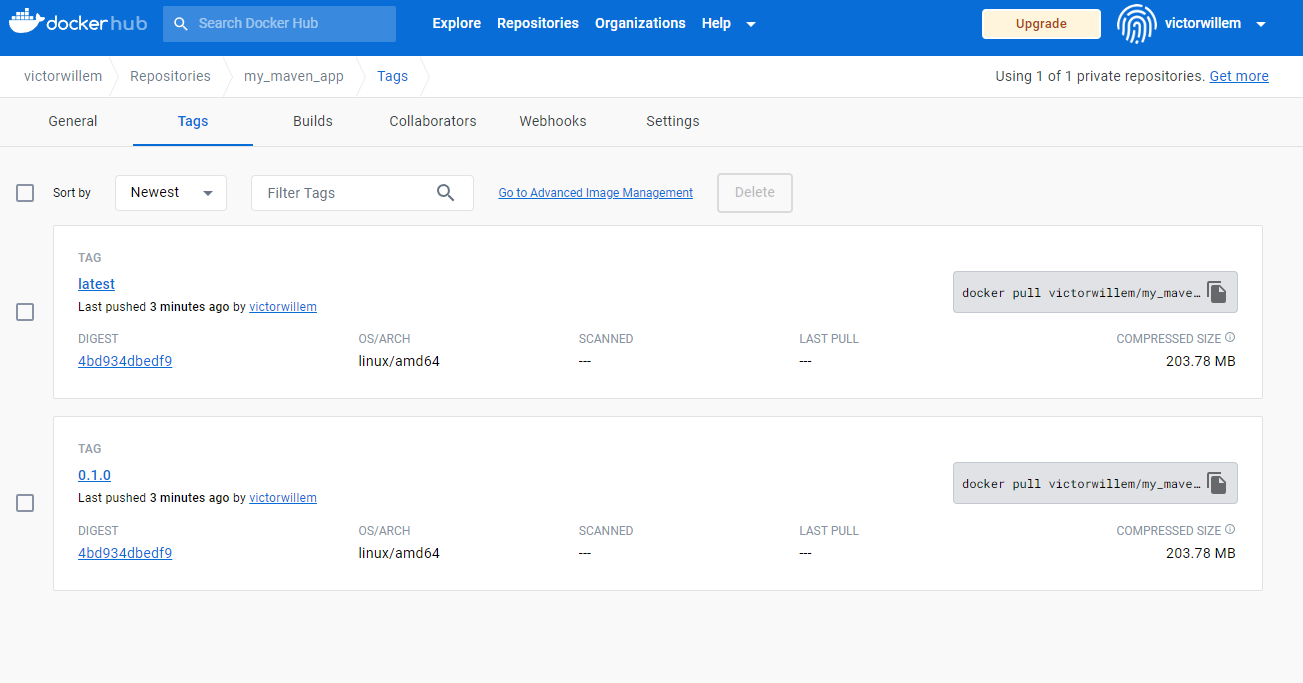 dockerhub Search Docker Hub Explore Repositories Organizations Help Upgrade victorwillem
victorwillem Repositories my_maven_app Tags Using 1 of 1 private repositories. Get more
General Tags Builds Collaborators Webhooks Settings
Sort by Newest Filter Tags Go to Advanced Image Management Delete
TAG
latest
docker pull victorwillem/my_mave…
Last pushed 3 minutes ago by victorwillem
DIGEST OS/ARCH SCANNED LAST PULL COMPRESSED SIZE
4bd934dbedf9 linux/amd64 --- --- 203.78 MB
TAG
0.1.0
docker pull victorwillem/my_mave…
Last pushed 3 minutes ago by victorwillem
DIGEST OS/ARCH SCANNED LAST PULL COMPRESSED SIZE
4bd934dbedf9 linux/amd64 --- --- 203.78 MB